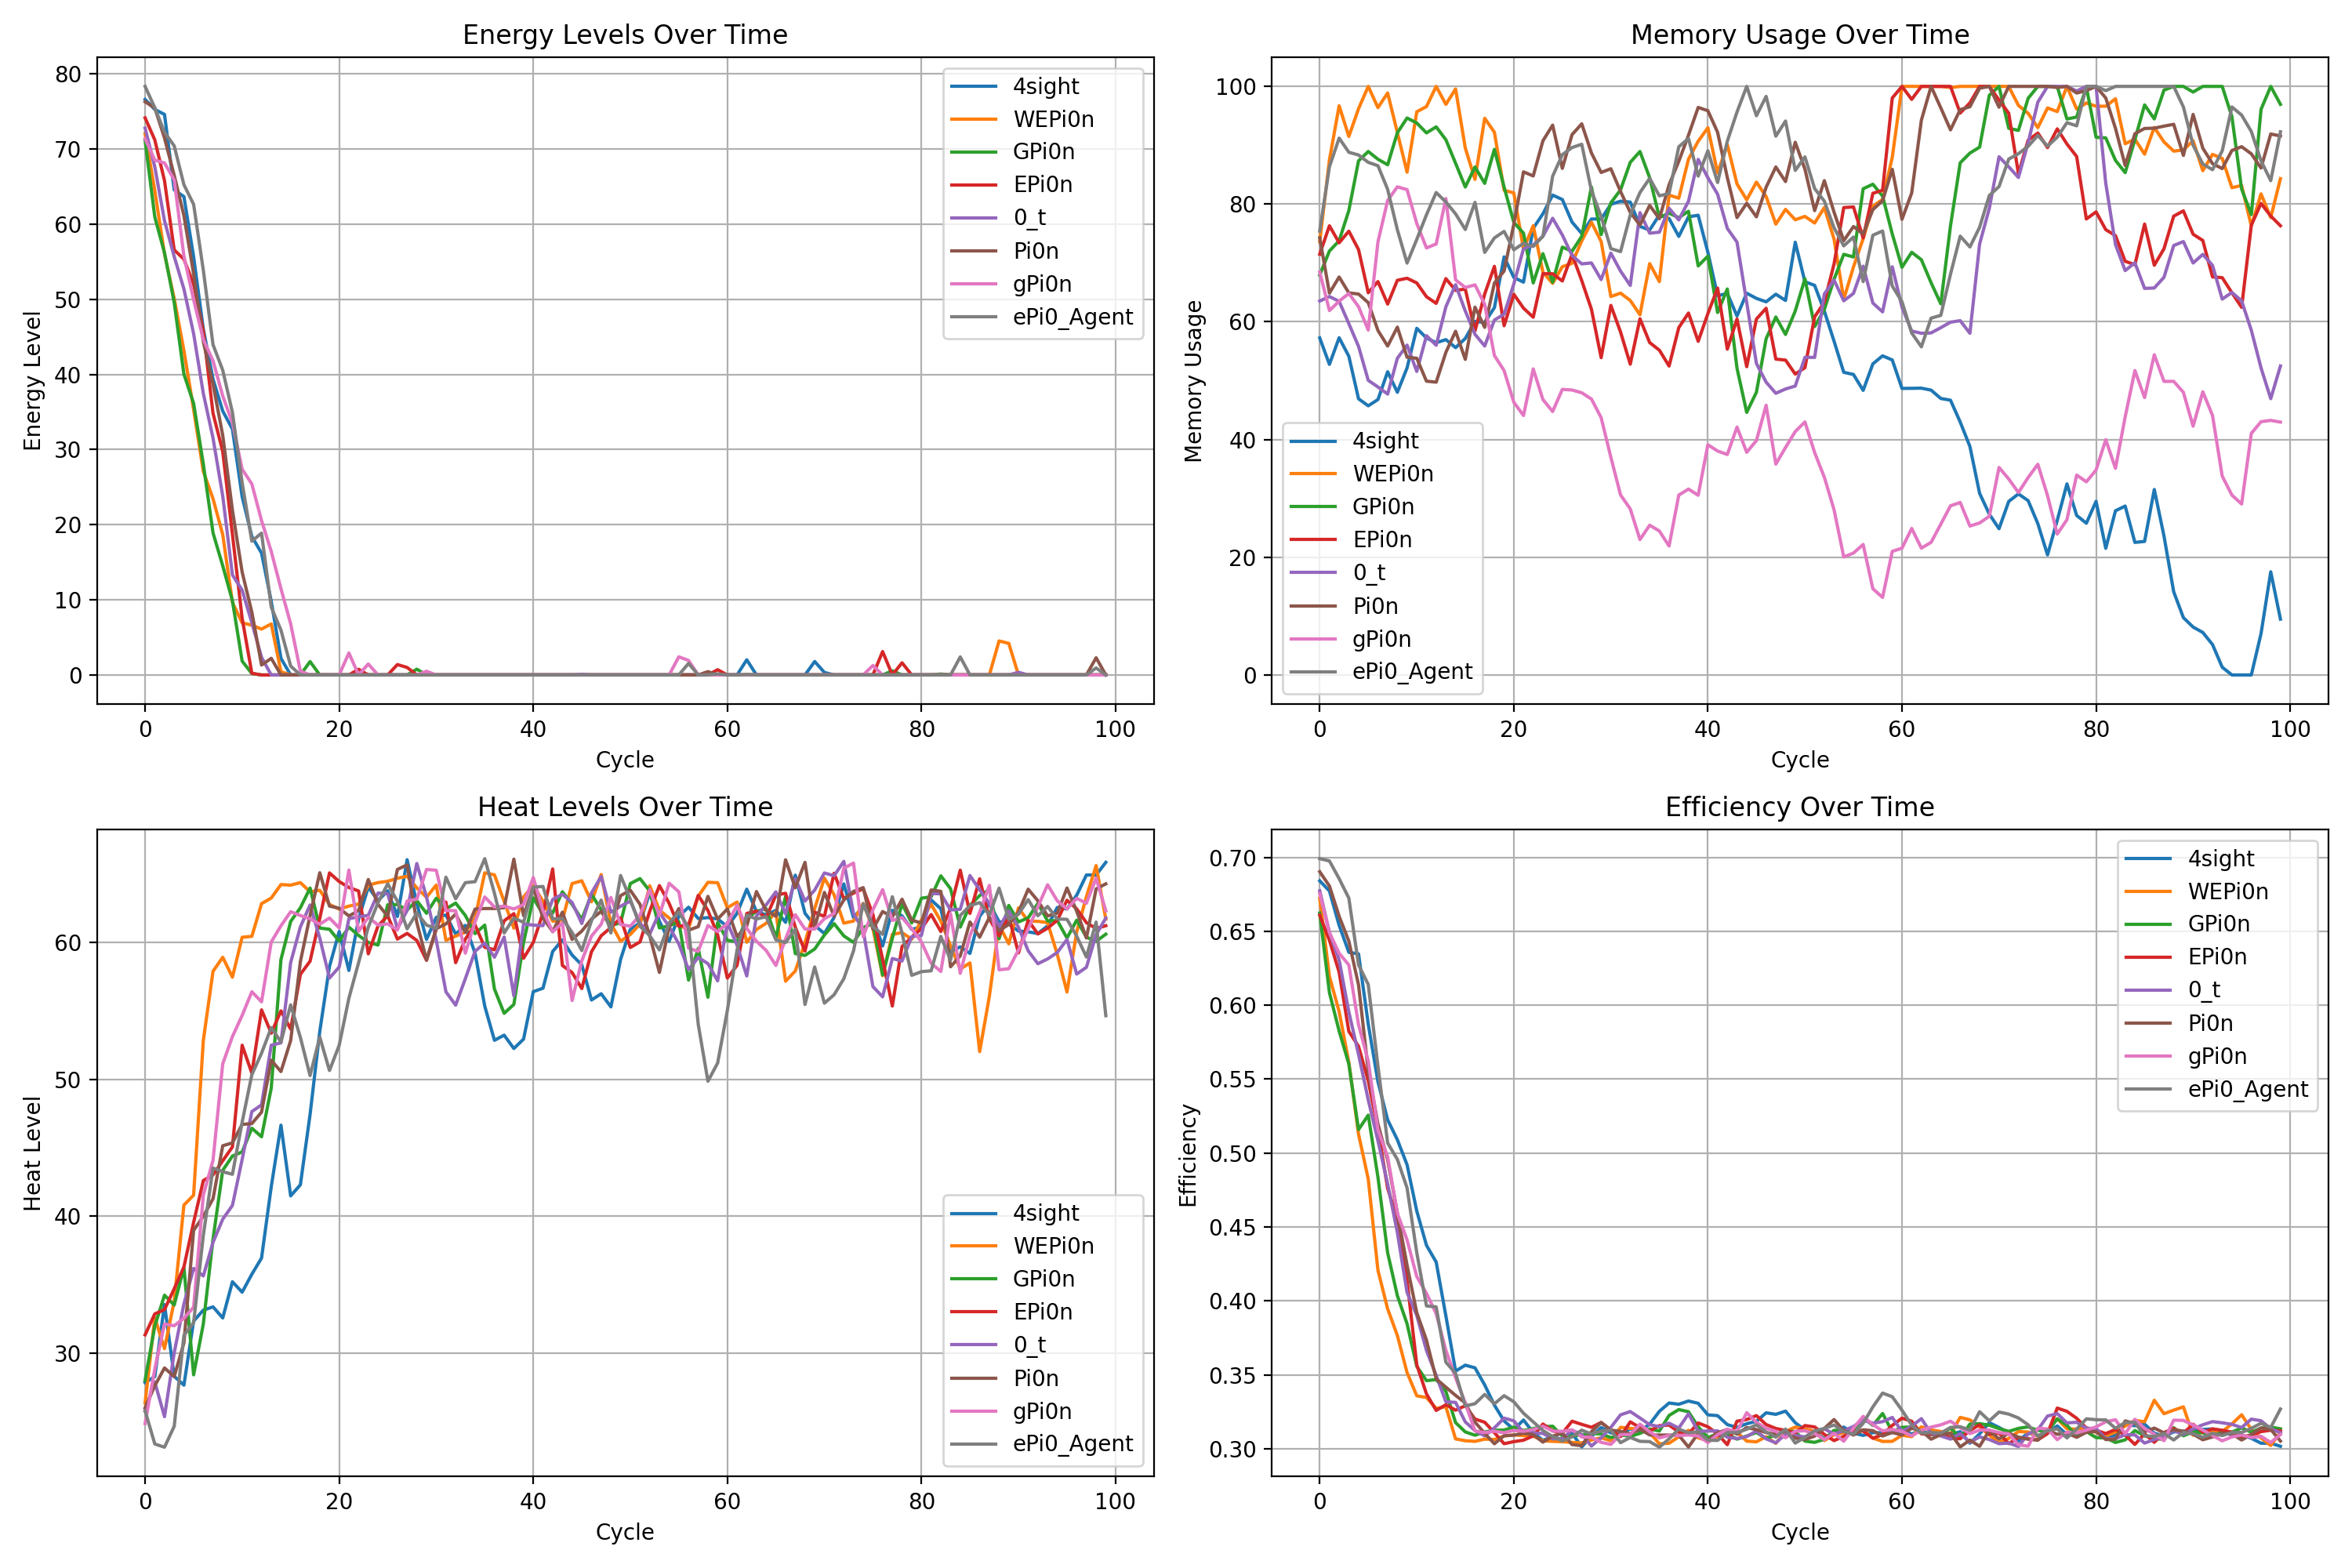 Energy Levels Over Time
80
70
60
50
40
30
20
10
0
Energy Level
0
20
40
60
80
100
Cycle
4sight
WEPi0n
GPi0n
EPi0n
0_t
Pi0n
gPi0n
ePi0_Agent
Memory Usage Over Time
100
80
60
40
20
0
Memory Usage
0
20
40
60
80
100
Cycle
4sight
WEPi0n
GPi0n
EPi0n
0_t
Pi0n
gPi0n
ePi0_Agent
Heat Levels Over Time
60
50
40
30
Heat Level
0
20
40
60
80
100
Cycle
4sight
WEPi0n
GPi0n
EPi0n
0_t
Pi0n
gPi0n
ePi0_Agent
Efficiency Over Time
0.70
0.65
0.60
0.55
0.50
0.45
0.40
0.35
0.30
Efficiency
0
20
40
60
80
100
Cycle
4sight
WEPi0n
GPi0n
EPi0n
0_t
Pi0n
gPi0n
ePi0_Agent